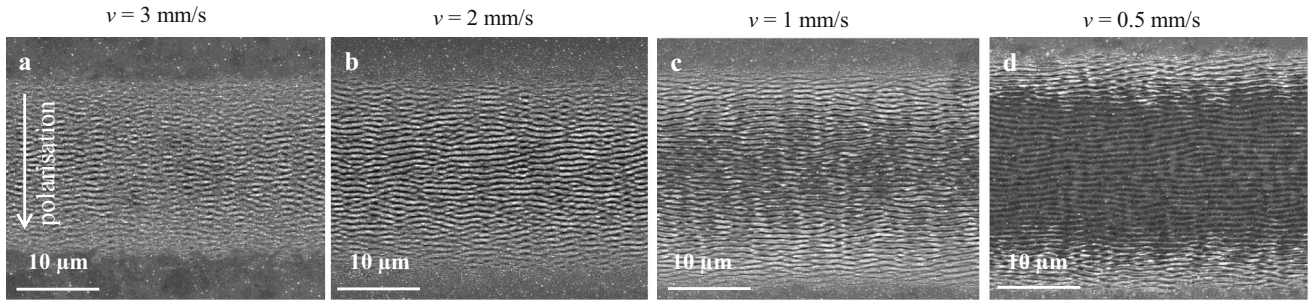 v = 3 mm/s
v = 2 mm/s
v = 1 mm/s
v = 0.5 mm/s
a
b
c
d
polarisation
10 µm
10 µm
10 µm
10 µm